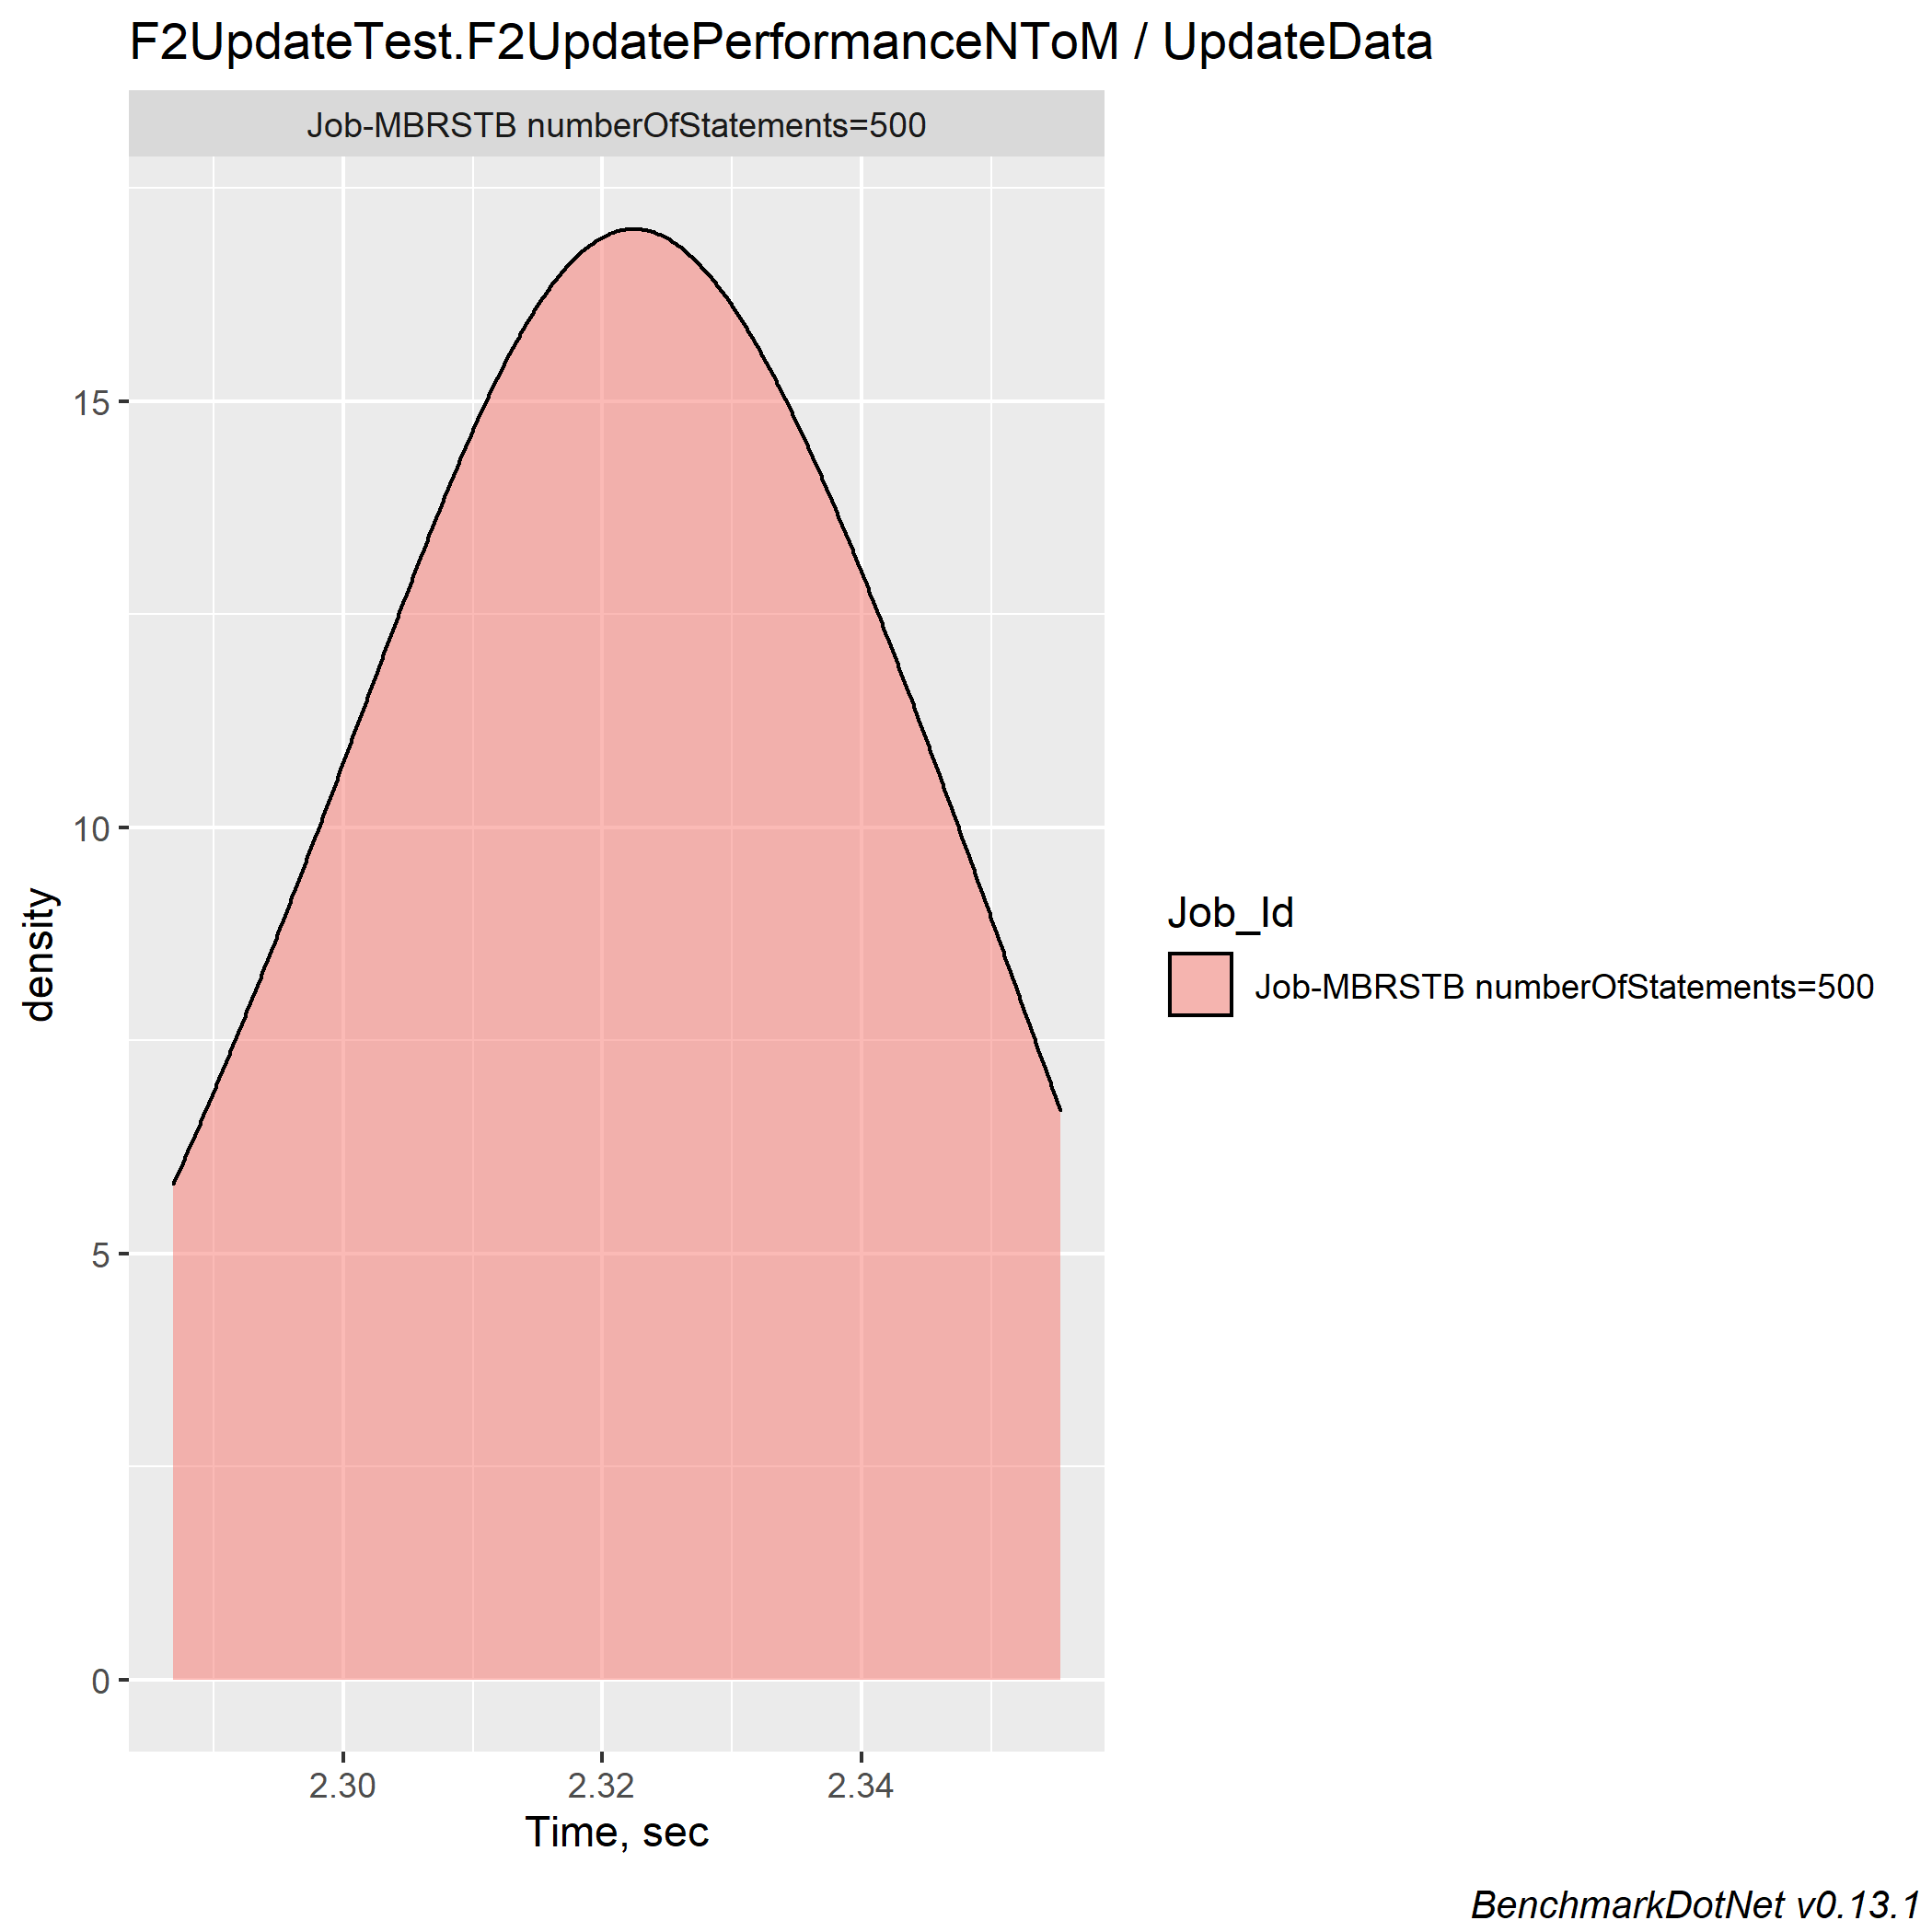 F2UpdateTest.F2UpdatePerformanceNToM / UpdateData
Job-MBRSTB numberOfStatements=500
15
10
5
0
density
2.30
2.32
2.34
Time, sec
Job_Id
Job-MBRSTB numberOfStatements=500
BenchmarkDotNet v0.13.1